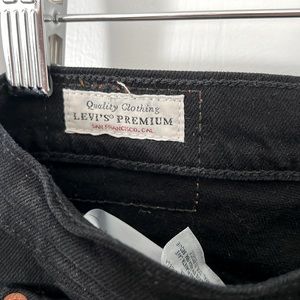 Quality Clothing
LEVI'S® PREMIUM
SAN FRANCISCO, CAL